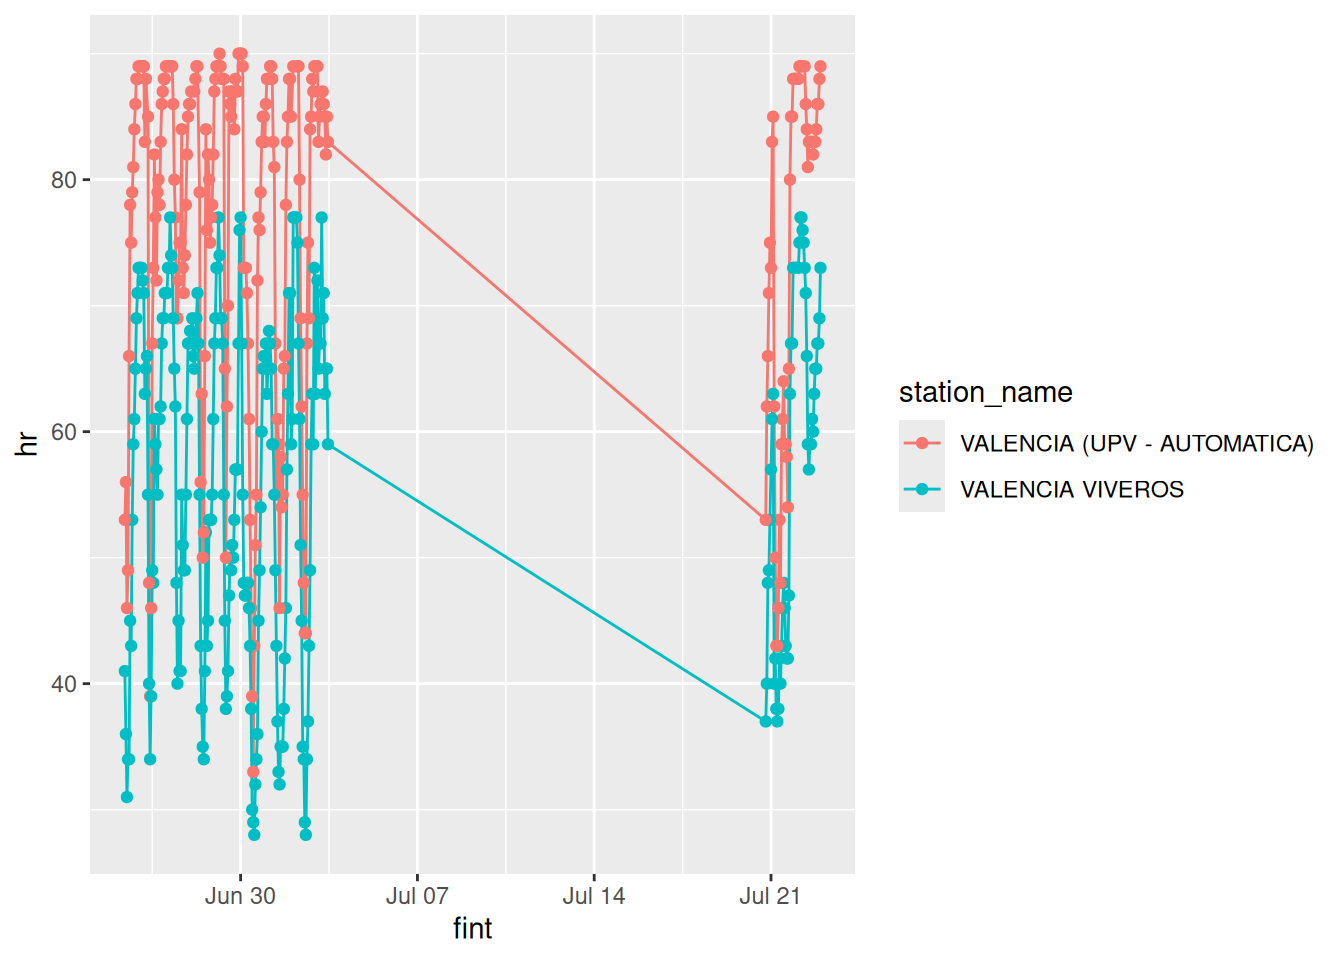 80
60
40
hr
Jun 30
Jul 07
Jul 14
Jul 21
fint
station_name
VALENCIA (UPV - AUTOMATICA)
VALENCIA VIVEROS